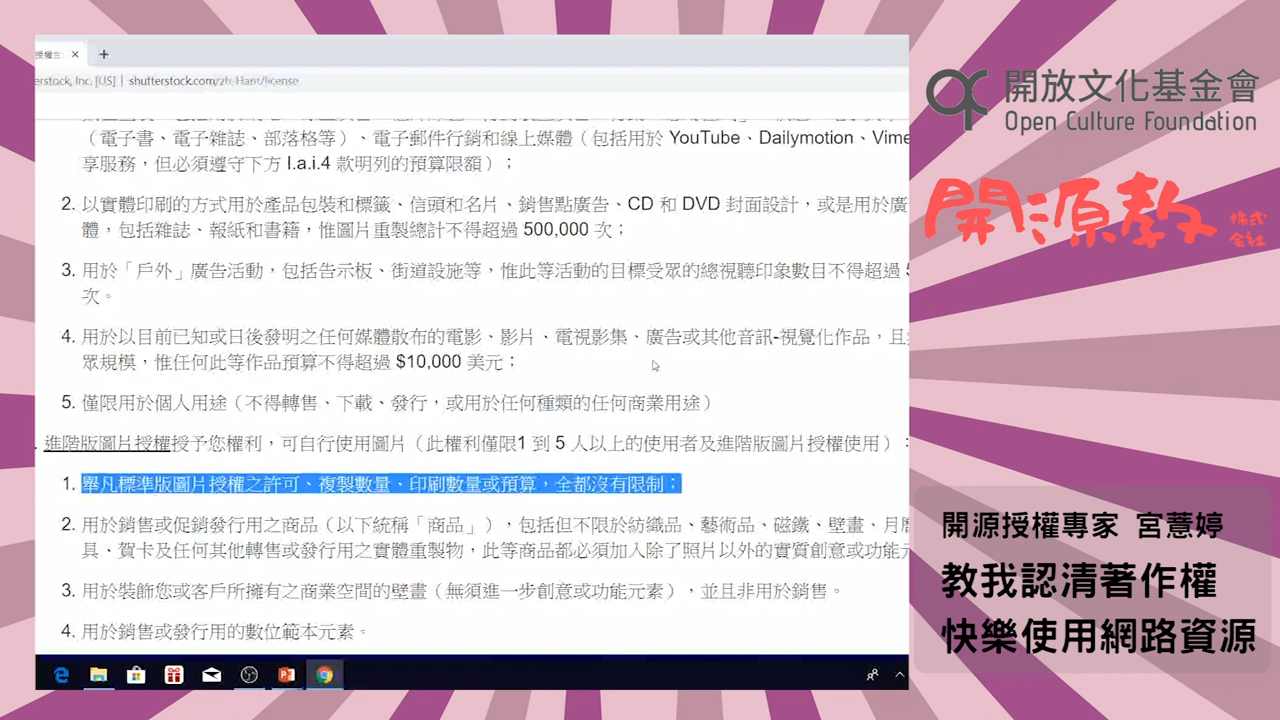 授權合
erstock, Inc. [US] | shutterstock.com/zh-Hant/license
（電子書、電子雜誌、部落格等）、電子郵件行銷和線上媒體（包括用於 YouTube、Dailymotion、Vime
享服務，但必須遵守下方 I.a.i.4 款明列的預算限額）；
2. 以實體印刷的方式用於產品包裝和標籤、信頭和名片、銷售點廣告、CD 和 DVD 封面設計，或是用於廣
體，包括雜誌、報紙和書籍，惟圖片重製總計不得超過 500,000 次；
3. 用於「戶外」廣告活動，包括告示板、街道設施等，惟此等活動的目標受眾的總視聽印象數目不得超過 5
次。
4. 用於以目前已知或日後發明之任何媒體散布的電影、影片、電視影集、廣告或其他音訊-視覺化作品，且
眾規模，惟任何此等作品預算不得超過 $10,000 美元；
5. 僅限用於個人用途（不得轉售、下載、發行，或用於任何種類的任何商業用途）
. 進階版圖片授權授予您權利，可自行使用圖片（此權利僅限1 到 5 人以上的使用者及進階版圖片授權使用）：
1. 舉凡標準版圖片授權之許可、複製數量、印刷數量或預算，全都沒有限制；
2. 用於銷售或促銷發行用之商品（以下統稱「商品」），包括但不限於紡織品、藝術品、磁鐵、壁畫、月曆
具、賀卡及任何其他轉售或發行用之實體重製物，此等商品都必須加入除了照片以外的實質創意或功能元
3. 用於裝飾您或客戶所擁有之商業空間的壁畫（無須進一步創意或功能元素），並且非用於銷售。
4. 用於銷售或發行用的數位範本元素。
開放文化基金會
Open Culture Foundation
開源教
株式
会社
開源授權專家 宮薏婷
教我認清著作權
快樂使用網路資源